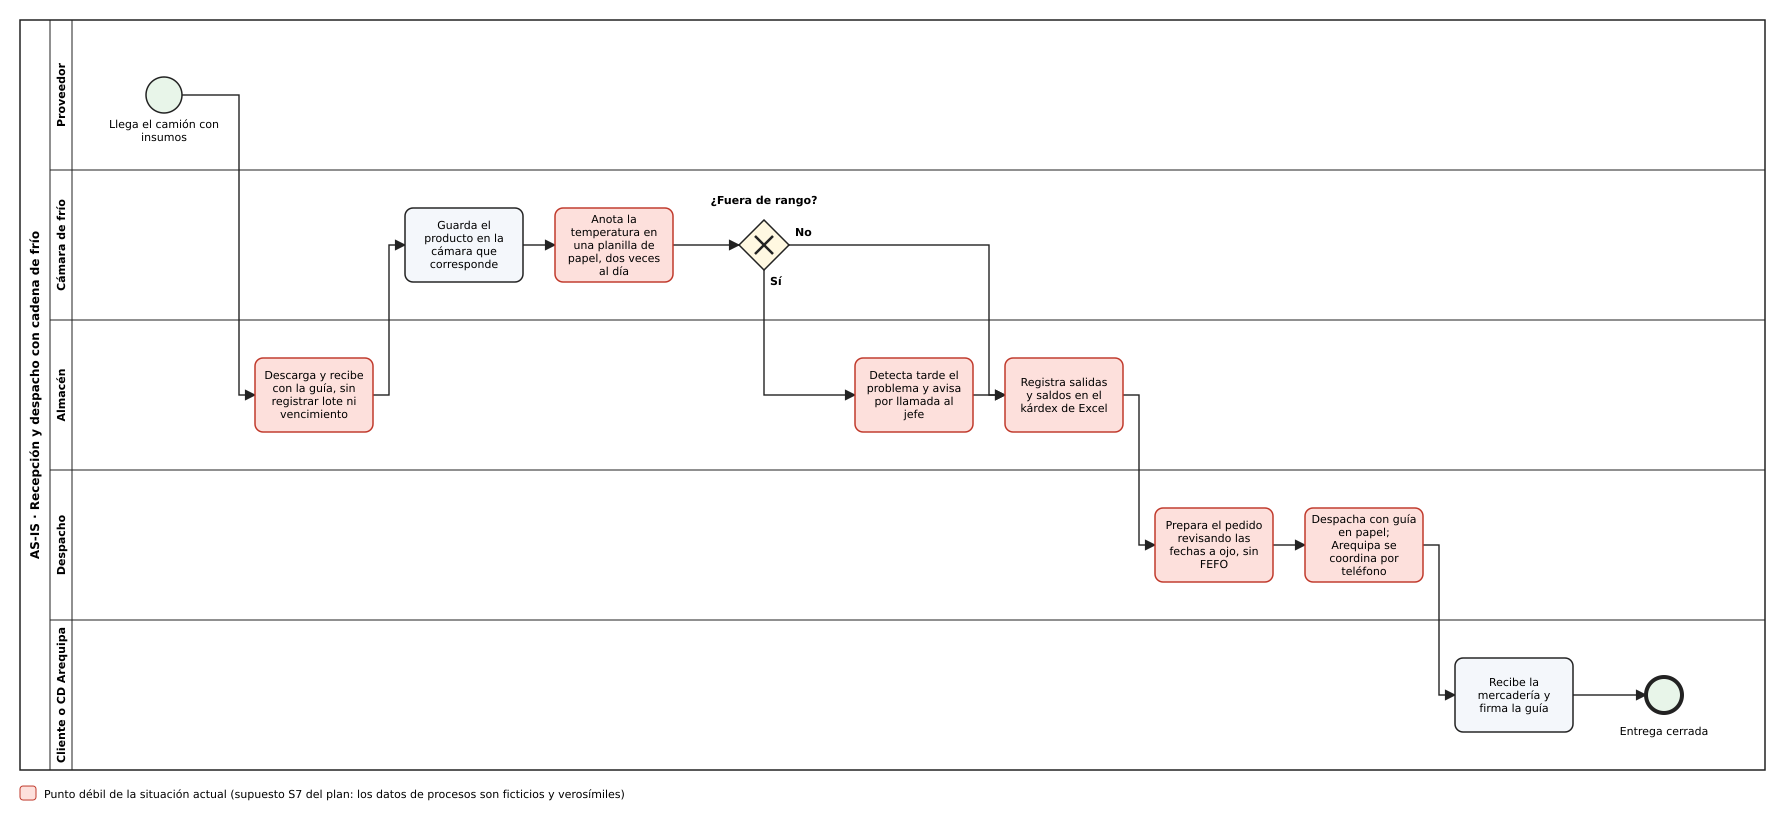 AS-IS · Recepción y despacho con cadena de frío
Proveedor
Llega el camión con
insumos
Cámara de frío
Guarda el
producto en la
cámara que
corresponde
Anota la
temperatura en
una planilla de
papel, dos veces
al día
¿Fuera de rango?
No
Sí
Almacén
Descarga y recibe
con la guía, sin
registrar lote ni
vencimiento
Detecta tarde el
problema y avisa
por llamada al
jefe
Registra salidas
y saldos en el
kárdex de Excel
Despacho
Prepara el pedido
revisando las
fechas a ojo, sin
FEFO
Despacha con guía
en papel;
Arequipa se
coordina por
teléfono
Cliente o CD Arequipa
Recibe la
mercadería y
firma la guía
Entrega cerrada
Punto débil de la situación actual (supuesto S7 del plan: los datos de procesos son ficticios y verosímiles)